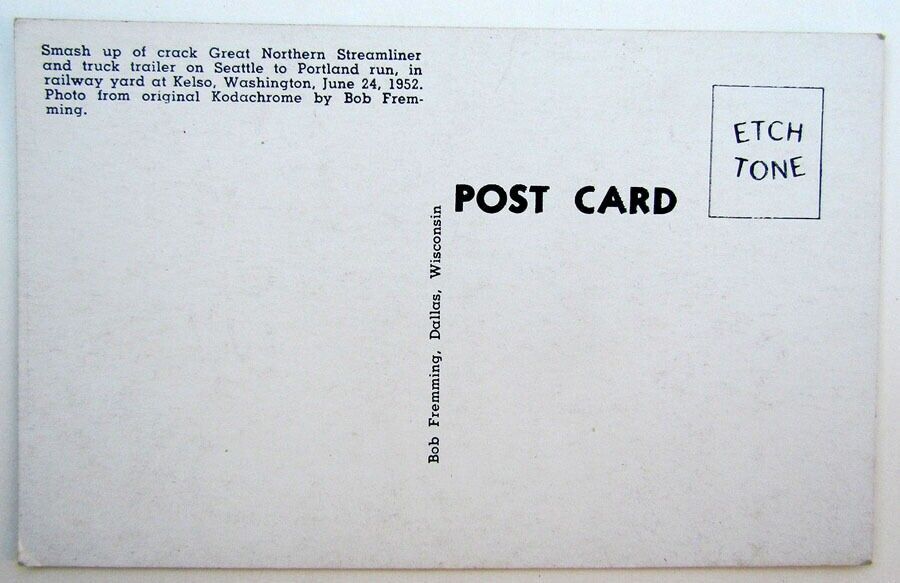 Smash up of crack Great Northern Streamliner
and truck trailer on Seattle to Portland run, in
railway yard at Kelso, Washington, June 24, 1952.
Photo from original Kodachrome by Bob Frem-
ming.
ETCH
TONE
POST CARD
Bob Fremming, Dallas, Wisconsin